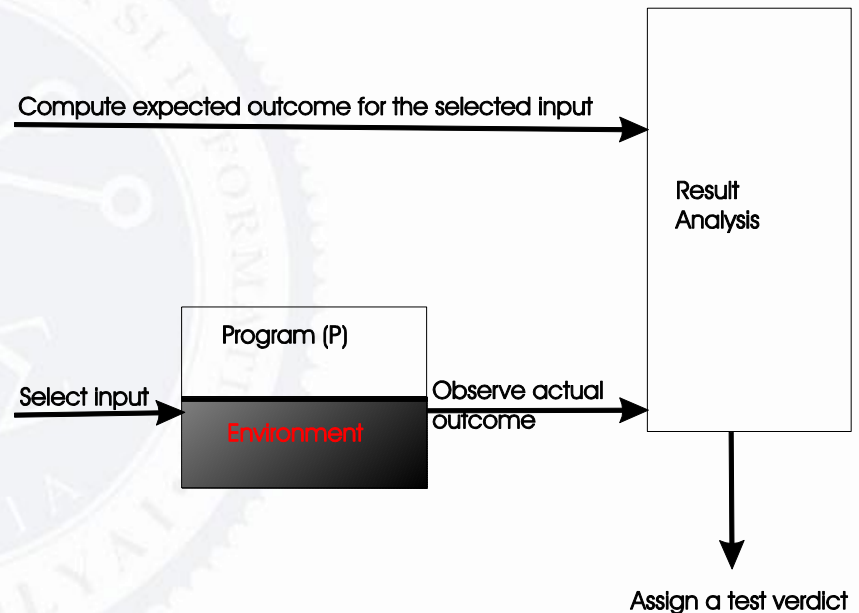 Compute expected outcome for the selected input
Result
Analysis
Program (P)
Select input
Environment
Observe actual
outcome
Assign a test verdict